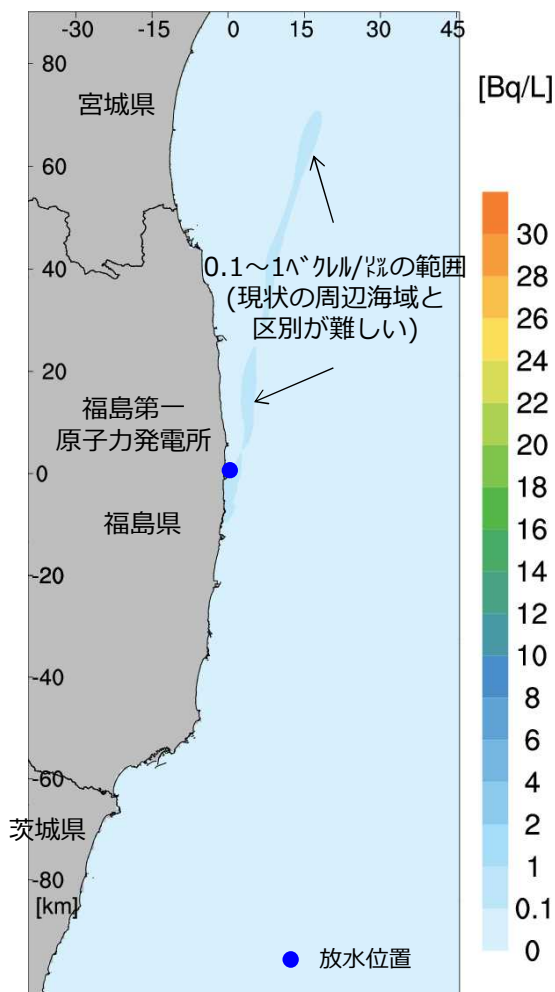 -30 -15 0 15 30 45
[Bq/L]
80
宮城県
60
40
0.1～1ﾍﾞｸﾚﾙ/㍑の範囲
(現状の周辺海域と
区別が難しい)
20
福島第一
原子力発電所
0
福島県
-20
-40
-60
茨城県
-80
[km]
放水位置
30
28
26
24
22
20
18
16
14
12
10
8
6
4
2
1
0.1
0